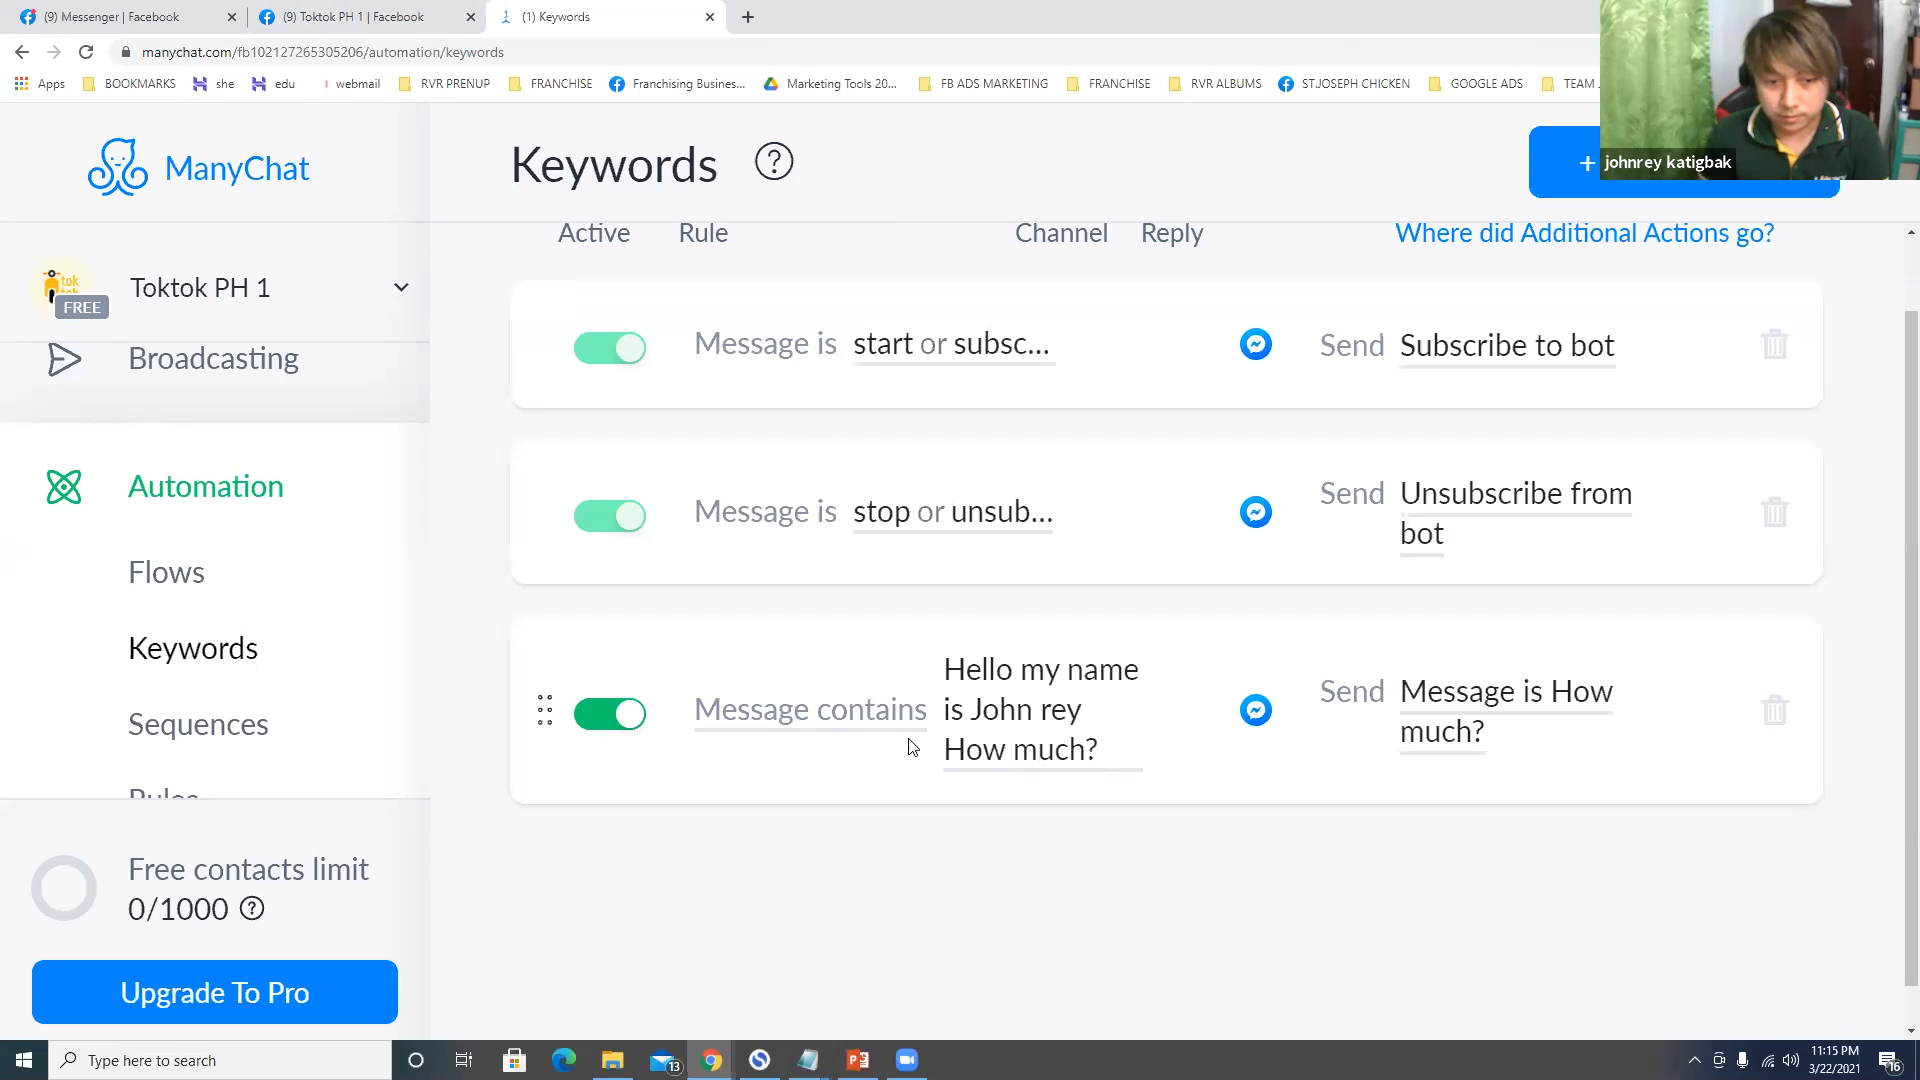 (9) Messenger | Facebook
(9) Toktok PH 1 | Facebook
(1) Keywords
manychat.com/fb102127265305206/automation/keywords
Apps
BOOKMARKS
she
edu
webmail
RVR PRENUP
FRANCHISE
Franchising Busines...
Marketing Tools 20...
FB ADS MARKETING
FRANCHISE
RVR ALBUMS
ST.JOSEPH CHICKEN
GOOGLE ADS
TEAM
johnrey katigbak
ManyChat
Keywords
Toktok PH 1
FREE
Broadcasting
Automation
Flows
Keywords
Sequences
Rules
Free contacts limit
0/1000
Upgrade To Pro
Active
Rule
Channel
Reply
Where did Additional Actions go?
Message is start or subsc...
Send Subscribe to bot
Message is stop or unsub...
Send Unsubscribe from
bot
Message contains
Hello my name
is John rey
How much?
Send Message is How
much?
Type here to search
13
11:15 PM
3/22/2021
16